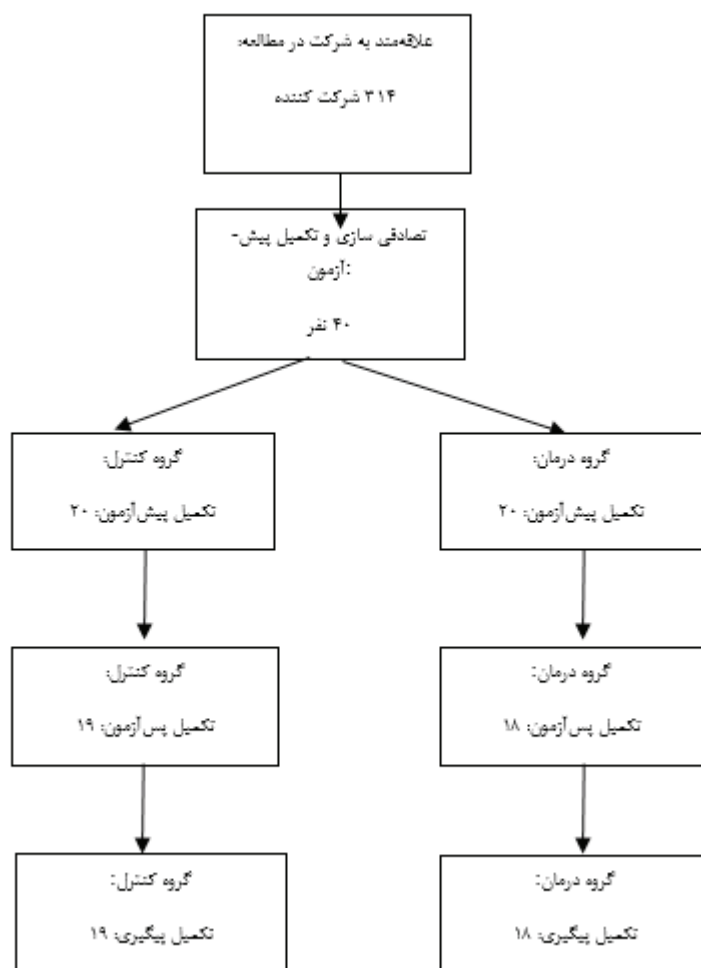 علاقه‌مند به شرکت در مطالعه:
۳۱۴ شرکت کننده
تصادفی سازی و تکمیل پیش-
آزمون:
۴۰ نفر
گروه درمان:
تکمیل پیش‌آزمون: ۲۰
گروه کنترل:
تکمیل پیش‌آزمون: ۲۰
گروه درمان:
تکمیل پس‌آزمون: ۱۸
گروه کنترل:
تکمیل پس‌آزمون: ۱۹
گروه درمان:
تکمیل پیگیری: ۱۸
گروه کنترل:
تکمیل پیگیری: ۱۹